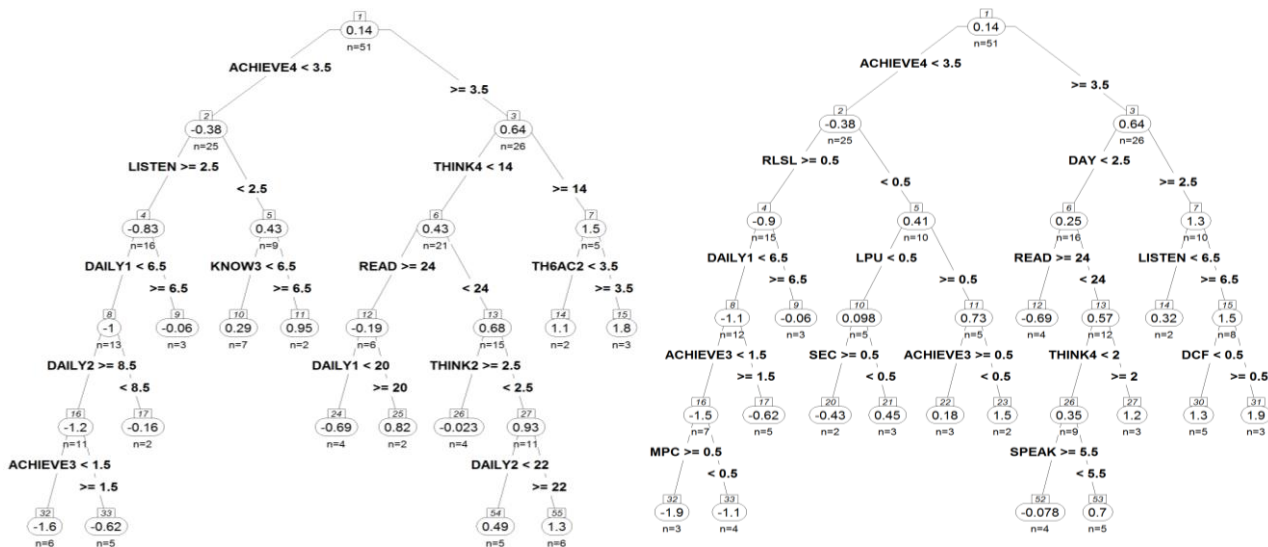 1
0.14
n=51
ACHIEVE4 < 3.5
>= 3.5
2
-0.38
n=25
3
0.64
n=26
LISTEN >= 2.5
< 2.5
THINK4 < 14
>= 14
4
-0.83
n=16
5
0.43
n=9
6
0.43
n=21
7
1.5
n=5
DAILY1 < 6.5
>= 6.5
KNOW3 < 6.5
>= 6.5
READ >= 24
< 24
TH6AC2 < 3.5
>= 3.5
8
-1
n=13
9
-0.06
n=3
10
0.29
n=7
11
0.95
n=2
12
-0.19
n=6
13
0.68
n=15
14
1.1
n=2
15
1.8
n=3
DAILY2 >= 8.5
< 8.5
DAILY1 < 20
>= 20
THINK2 >= 2.5
< 2.5
16
-1.2
n=11
17
-0.16
n=2
24
-0.69
n=4
25
0.82
n=2
26
-0.023
n=4
27
0.93
n=11
ACHIEVE3 < 1.5
>= 1.5
DAILY2 < 22
>= 22
32
-1.6
n=6
33
-0.62
n=5
54
0.49
n=5
55
1.3
n=6
1
0.14
n=51
ACHIEVE4 < 3.5
>= 3.5
2
-0.38
n=25
3
0.64
n=26
RLSL >= 0.5
< 0.5
DAY < 2.5
>= 2.5
4
-0.9
n=15
5
0.41
n=10
6
0.25
n=16
7
1.3
n=10
DAILY1 < 6.5
>= 6.5
LPU < 0.5
>= 0.5
READ >= 24
< 24
LISTEN < 6.5
>= 6.5
8
-1.1
n=12
9
-0.06
n=3
10
0.098
n=5
11
0.73
n=5
12
-0.69
n=4
13
0.57
n=12
14
0.32
n=2
15
1.5
n=8
ACHIEVE3 < 1.5
>= 1.5
SEC >= 0.5
< 0.5
ACHIEVE3 >= 0.5
< 0.5
THINK4 < 2
>= 2
DCF < 0.5
>= 0.5
16
-1.5
n=7
17
-0.62
n=5
20
-0.43
n=2
21
0.45
n=3
22
0.18
n=3
23
1.5
n=2
26
0.35
n=9
27
1.2
n=3
30
1.3
n=5
31
1.9
n=3
MPC >= 0.5
< 0.5
SPEAK >= 5.5
< 5.5
32
-1.9
n=3
33
-1.1
n=4
52
-0.078
n=4
53
0.7
n=5